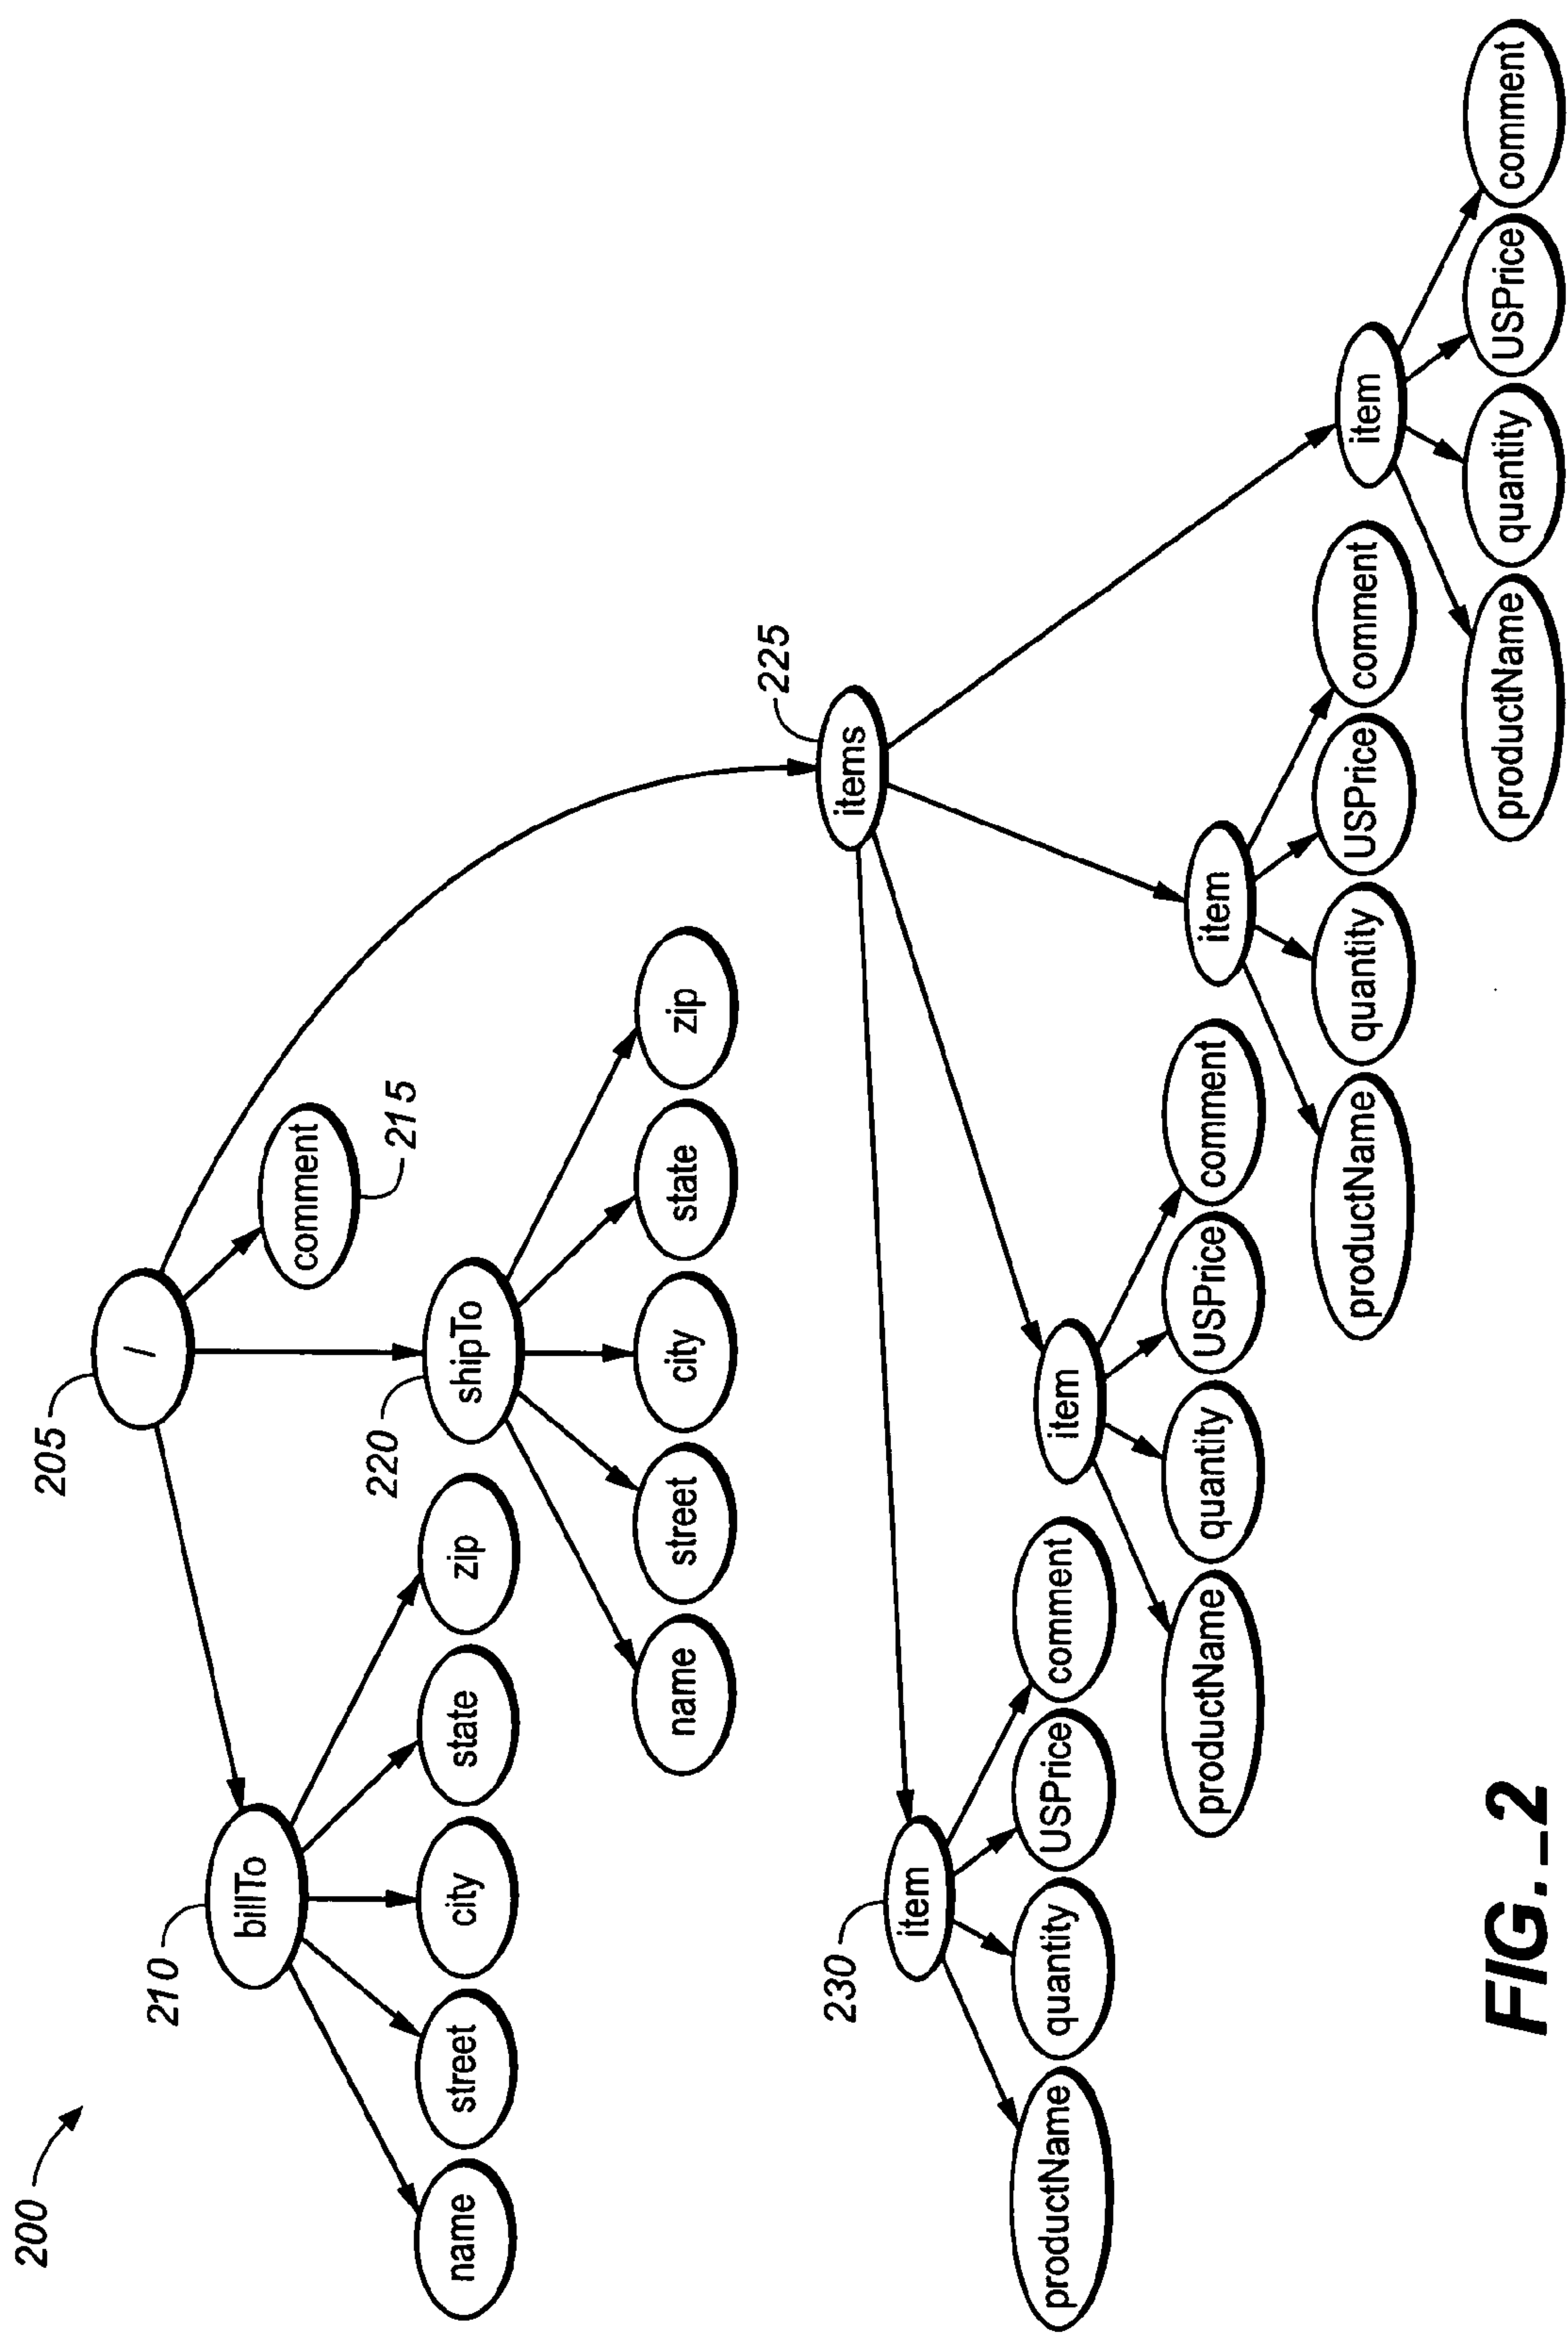 200
205
/
210
billTo
comment
215
220
shipTo
name
street
city
state
zip
name
street
city
state
zip
225
items
230
item
productName
quantity
USPrice
comment
item
productName
quantity
USPrice
comment
item
productName
quantity
USPrice
comment
item
productName
quantity
USPrice
comment
FIG._2